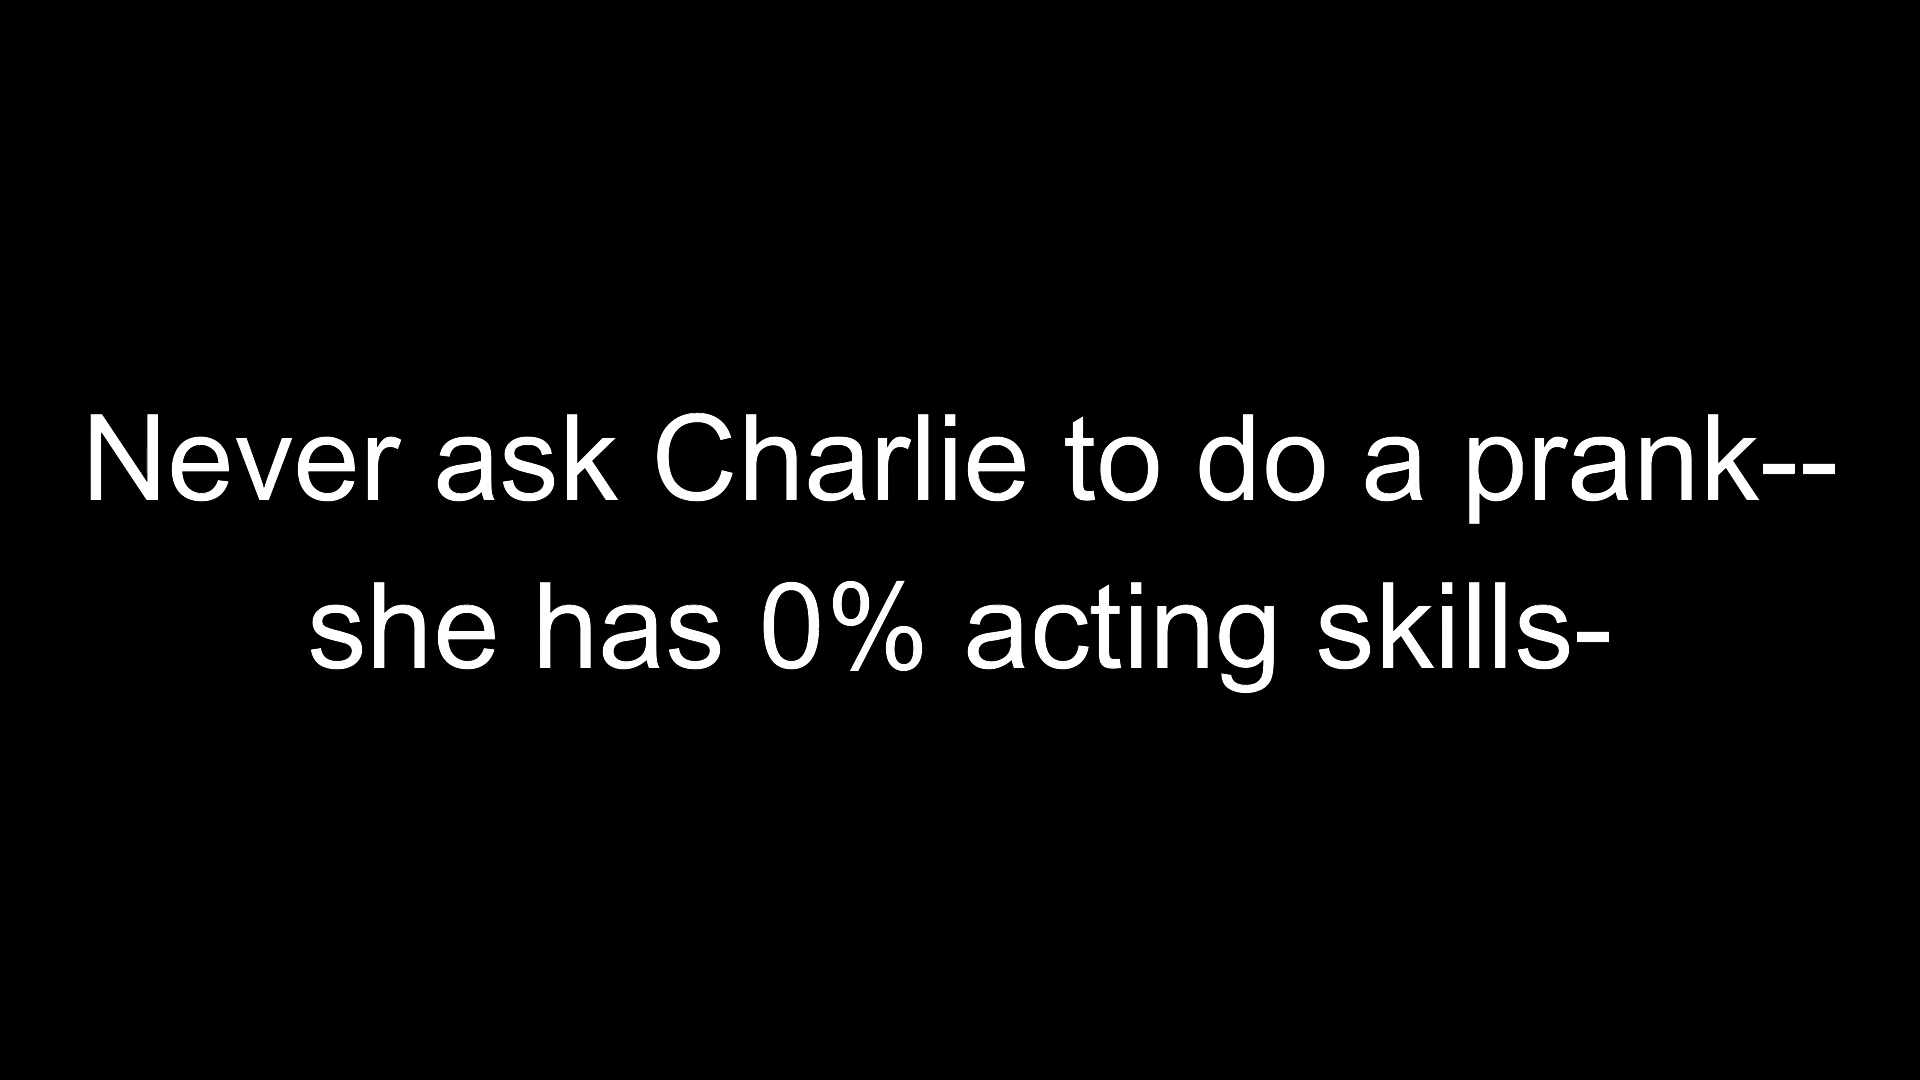 Never ask Charlie to do a prank--
she has 0% acting skills-